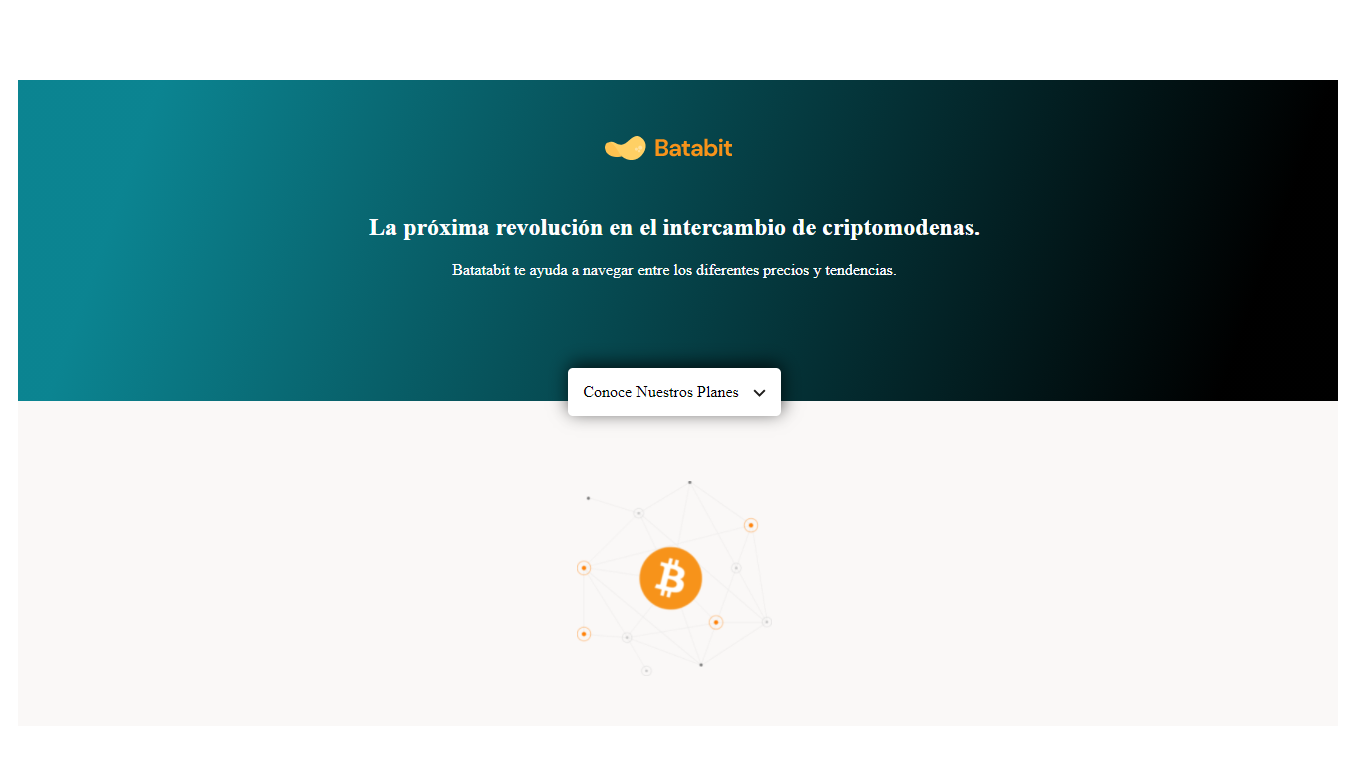 Batabit
La próxima revolución en el intercambio de criptomodenas.
Batatabit te ayuda a navegar entre los diferentes precios y tendencias.
Conoce Nuestros Planes